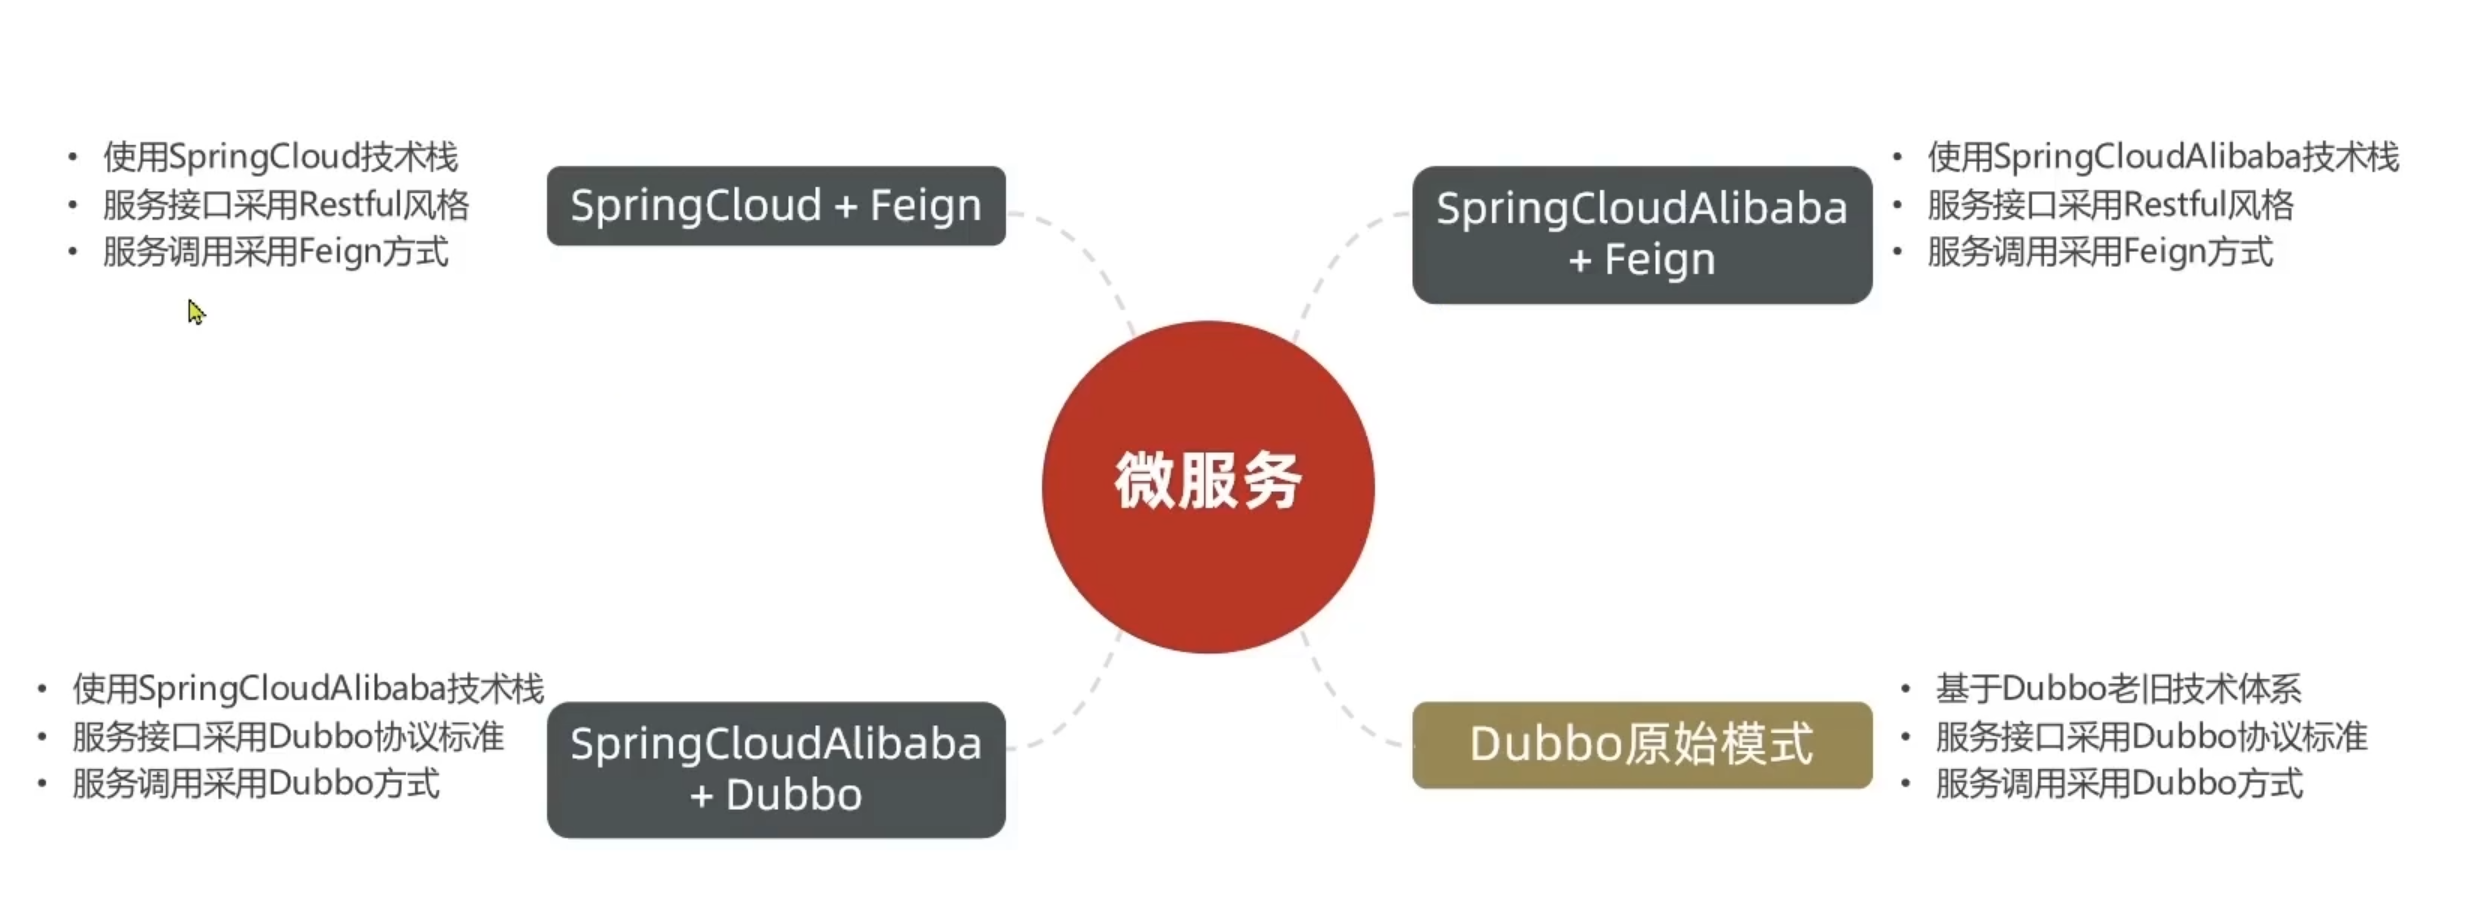 • 使用SpringCloud技术栈
• 服务接口采用Restful风格
• 服务调用采用Feign方式
SpringCloud + Feign
SpringCloudAlibaba
+ Feign
• 使用SpringCloudAlibaba技术栈
• 服务接口采用Restful风格
• 服务调用采用Feign方式
微服务
• 使用SpringCloudAlibaba技术栈
• 服务接口采用Dubbo协议标准
• 服务调用采用Dubbo方式
SpringCloudAlibaba
+ Dubbo
Dubbo原始模式
• 基于Dubbo老旧技术体系
• 服务接口采用Dubbo协议标准
• 服务调用采用Dubbo方式